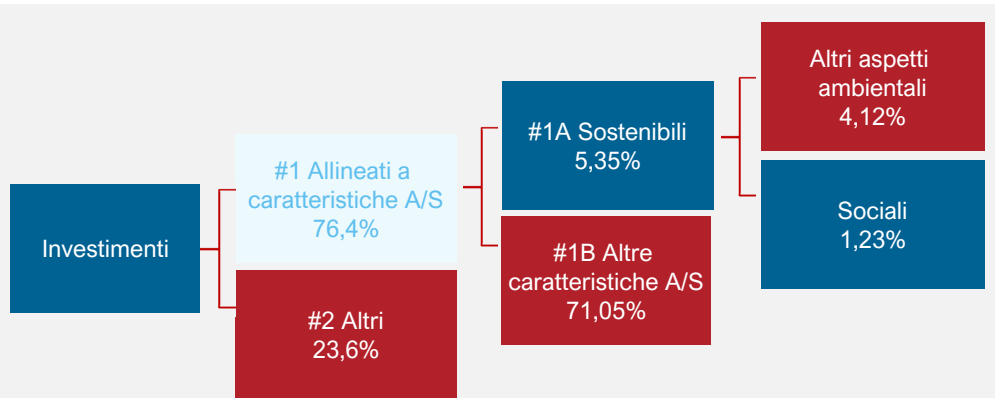 Investimenti
#1 Allineati a
caratteristiche A/S
76,4%
#2 Altri
23,6%
#1A Sostenibili
5,35%
#1B Altre
caratteristiche A/S
71,05%
Altri aspetti
ambientali
4,12%
Sociali
1,23%